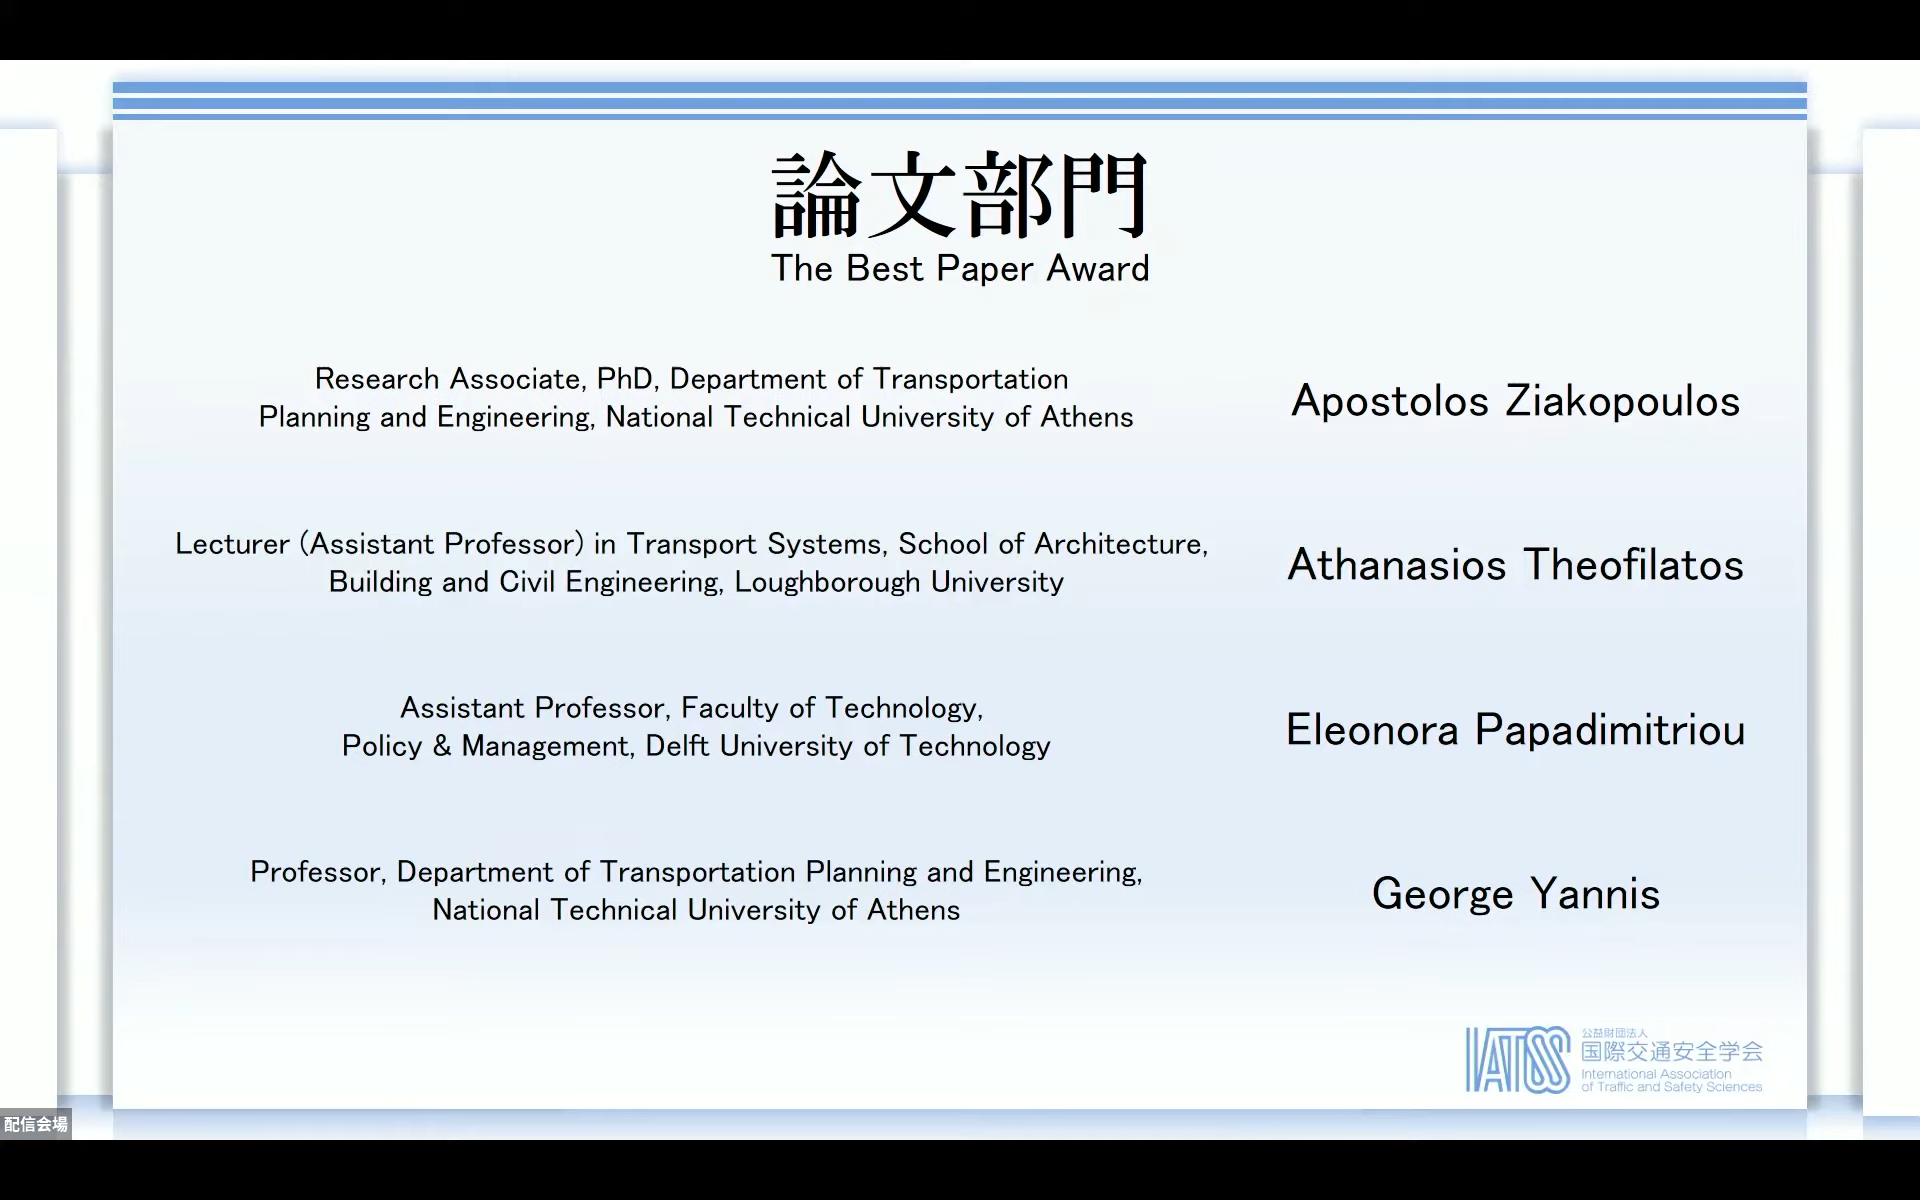 論文部門
The Best Paper Award
Research Associate, PhD, Department of Transportation
Planning and Engineering, National Technical University of Athens
Apostolos Ziakopoulos
Lecturer (Assistant Professor) in Transport Systems, School of Architecture,
Building and Civil Engineering, Loughborough University
Athanasios Theofilatos
Assistant Professor, Faculty of Technology,
Policy & Management, Delft University of Technology
Eleonora Papadimitriou
Professor, Department of Transportation Planning and Engineering,
National Technical University of Athens
George Yannis
IATSS
公益財団法人
国際交通安全学会
International Association
of Traffic and Safety Sciences
配信会場